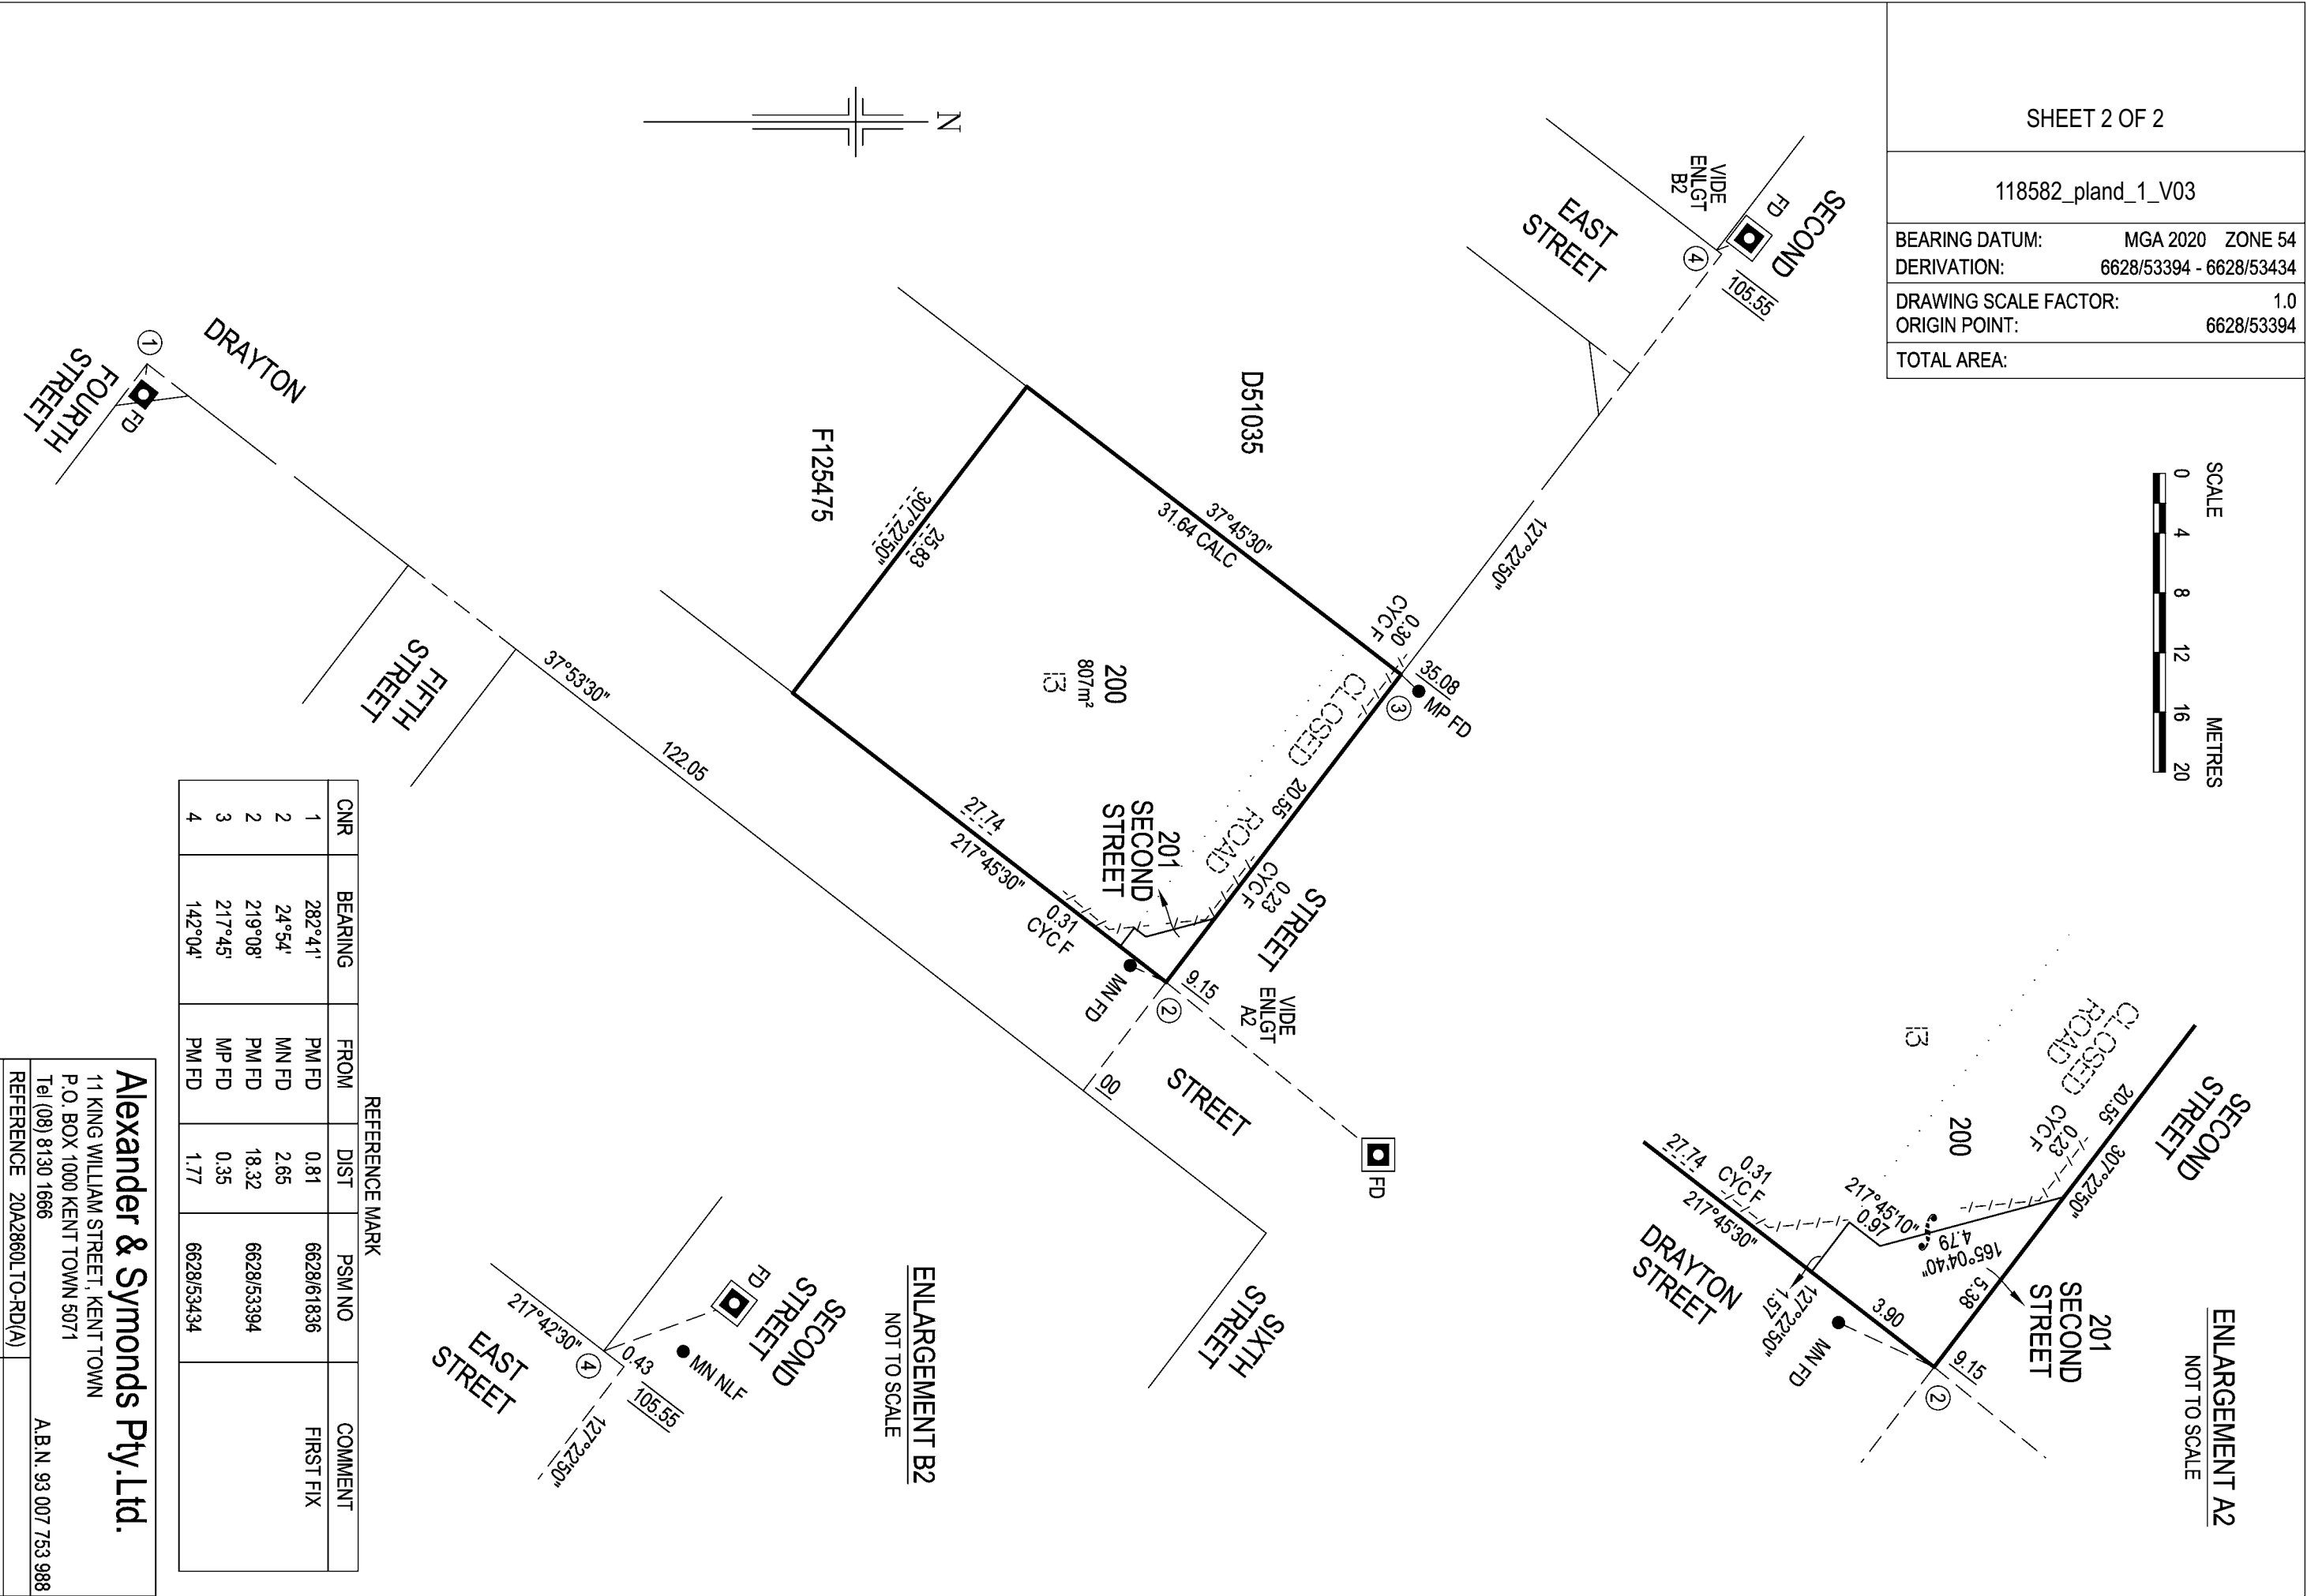 SHEET 2 OF 2
118582_pland_1_V03
BEARING DATUM: MGA 2020 ZONE 54
DERIVATION: 6628/53394 - 6628/53434
DRAWING SCALE FACTOR: 1.0
ORIGIN POINT: 6628/53394
TOTAL AREA:
SCALE METRES
0 4 8 12 16 20
N
SECOND
FD
VIDE
ENLGT
B2
4
105.55
EAST
STREET
127°22'50"
D51035
37°45'30"
31.64 CALC
0.30
CYC F
35.08
MP FD
3
CLOSED
ROAD
20.55
0.23
CYC F
STREET
F125475
25.83
307°22'50"
200
807m²
13
201
SECOND
STREET
27.74
217°45'30"
0.31
CYC F
MN FD
9.15
2
VIDE
ENLGT
A2
FD
STREET
00
DRAYTON
1
FD
FOURTH
STREET
FIFTH
STREET
37°53'30"
122.05
SIXTH
STREET
ENLARGEMENT A2
NOT TO SCALE
SECOND
STREET
CLOSED
ROAD
13
200
20.55
0.23
CYC F
307°22'50"
27.74
0.31
CYC F
217°45'30"
217°45'10"
0.97
4.79
165°04'40"
5.38
201
SECOND
STREET
127°22'50"
1.57
3.90
DRAYTON
STREET
MN FD
9.15
2
ENLARGEMENT B2
NOT TO SCALE
SECOND
STREET
FD
MN NLF
217°42'30"
4
0.43
105.55
127°22'50"
EAST
STREET
REFERENCE MARK
CNR BEARING FROM DIST PSM NO COMMENT
1 282°41' PM FD 0.81 6628/61836 FIRST FIX
2 24°54' MN FD 2.65
2 219°08' PM FD 18.32 6628/53394
3 217°45' MP FD 0.35
4 142°04' PM FD 1.77 6628/53434
Alexander & Symonds Pty.Ltd.
11 KING WILLIAM STREET, KENT TOWN
P.O. BOX 1000 KENT TOWN 5071
Tel (08) 8130 1666 A.B.N. 93 007 753 988
REFERENCE 20A2860LTO-RD(A)